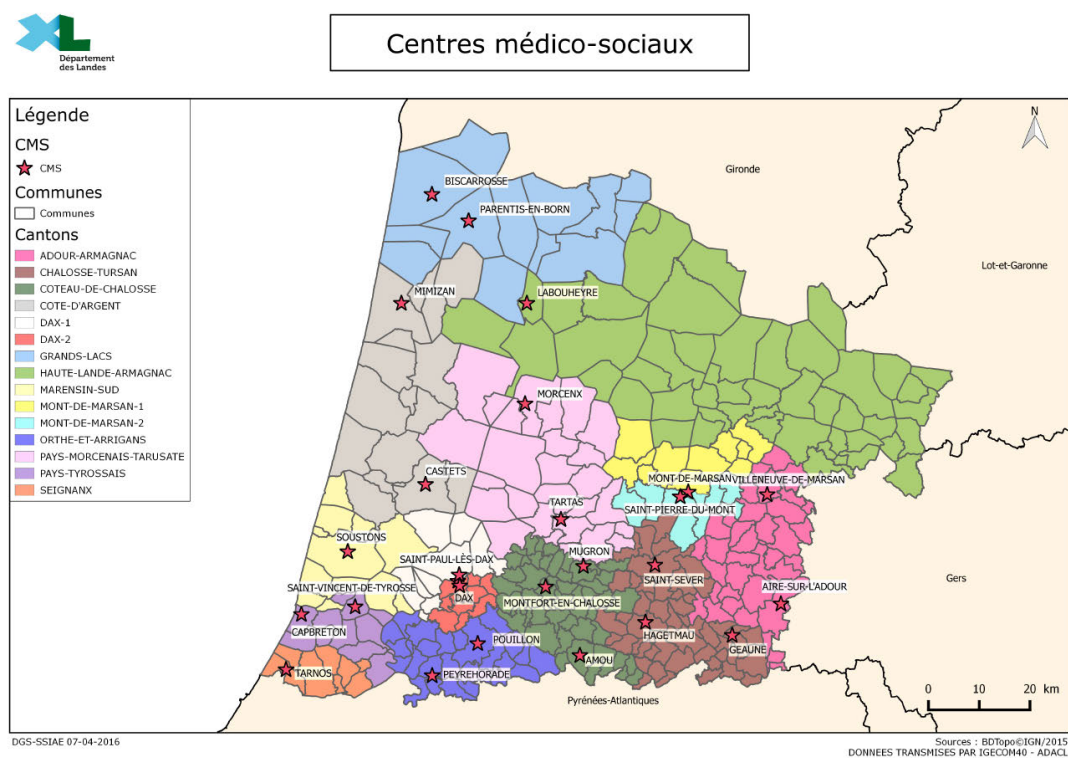 XL
Département
des Landes
Centres médico-sociaux
Légende
CMS
CMS
Communes
Communes
Cantons
ADOUR-ARMAGNAC
CHALOSSE-TURSAN
COTEAU-DE-CHALOSSE
COTE-D'ARGENT
DAX-1
DAX-2
GRANDS-LACS
HAUTE-LANDE-ARMAGNAC
MARENSIN-SUD
MONT-DE-MARSAN-1
MONT-DE-MARSAN-2
ORTHE-ET-ARRIGANS
PAYS-MORCENAIS-TARUSATE
PAYS-TYROSSAIS
SEIGNANX
N
Gironde
BISCARROSSE
PARENTIS-EN-BORN
Lot-et-Garonne
MIMIZAN
LABOUHEYRE
MORCENX
CASTETS
MONT-DE-MARSAN
VILLENEUVE-DE-MARSAN
TARTAS
SAINT-PIERRE-DU-MONT
SOUSTONS
MUGRON
SAINT-PAUL-LÈS-DAX
SAINT-SEVER
Gers
SAINT-VINCENT-DE-TYROSSE
DAX
MONTFORT-EN-CHALOSSE
AIRE-SUR-L'ADOUR
CAPBRETON
HAGETMAU
POUILLON
GEAUNE
AMOU
TARNOS
PEYREHORADE
Pyrénées-Atlantiques
0 10 20 km
DGS-SSIAE 07-04-2016
Sources : BDTopo©IGN/2015
DONNEES TRANSMISES PAR IGECOM40 - ADACL